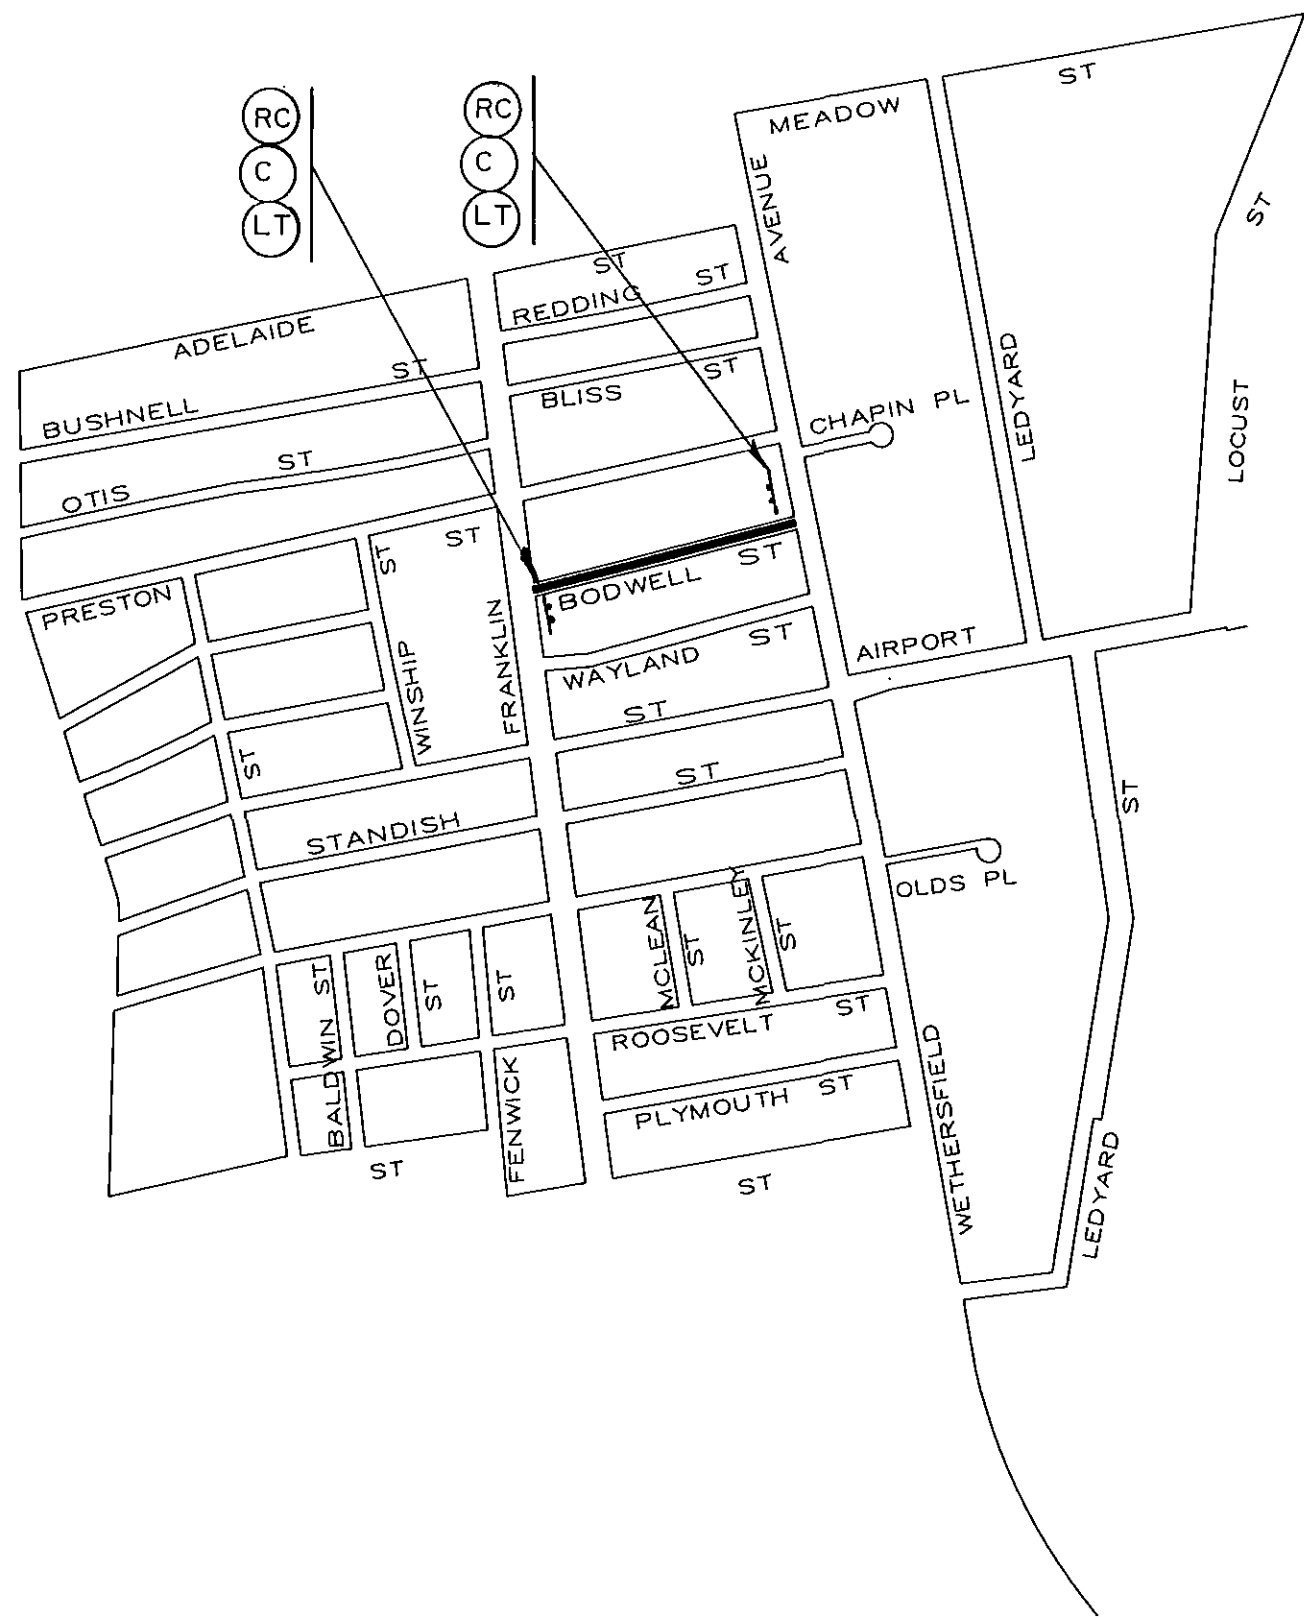 RC
C
LT
RC
C
LT
MEADOW ST
AVENUE
ST
ST
REDDING ST
ADELAIDE
ST
BUSHNELL
BLISS ST
CHAPIN PL
LEDYARD
LOCUST
OTIS ST
ST
ST
PRESTON
BODWELL ST
WINSHIP
FRANKLIN
WAYLAND ST
AIRPORT
ST
ST
ST
ST
STANDISH
OLDS PL
MCLEAN
ST
MCKINLEY
ST
BALDWIN ST
DOVER
ST
ST
FENWICK
ROOSEVELT ST
PLYMOUTH ST
WETHERSFIELD
LEDYARD
ST
ST